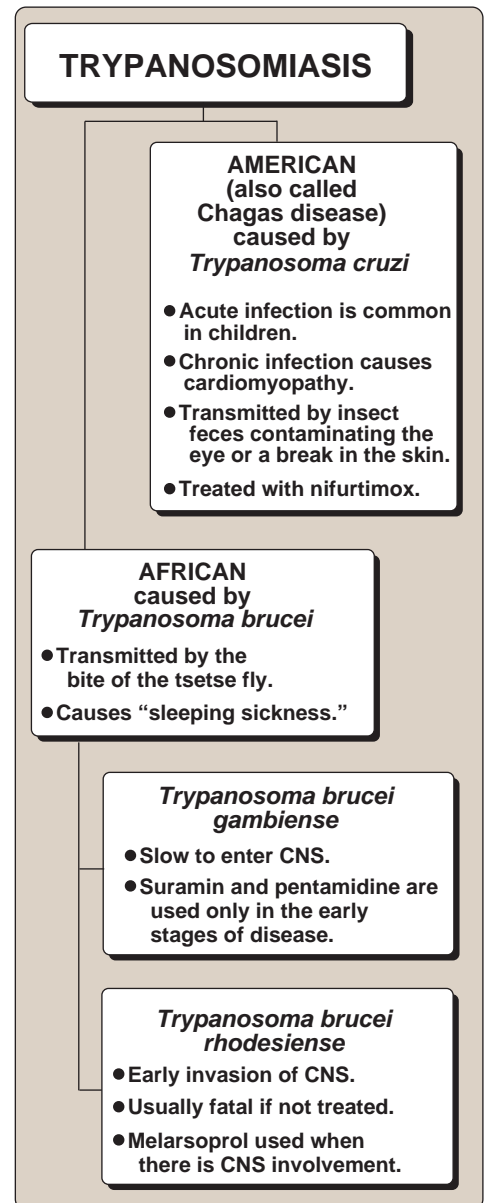 TRYPANOSOMIASIS
AMERICAN
(also called
Chagas disease)
caused by
Trypanosoma cruzi
● Acute infection is common
in children.
● Chronic infection causes
cardiomyopathy.
● Transmitted by insect
feces contaminating the
eye or a break in the skin.
● Treated with nifurtimox.
AFRICAN
caused by
Trypanosoma brucei
● Transmitted by the
bite of the tsetse fly.
● Causes “sleeping sickness.”
Trypanosoma brucei
gambiense
● Slow to enter CNS.
● Suramin and pentamidine are
used only in the early
stages of disease.
Trypanosoma brucei
rhodesiense
● Early invasion of CNS.
● Usually fatal if not treated.
● Melarsoprol used when
there is CNS involvement.